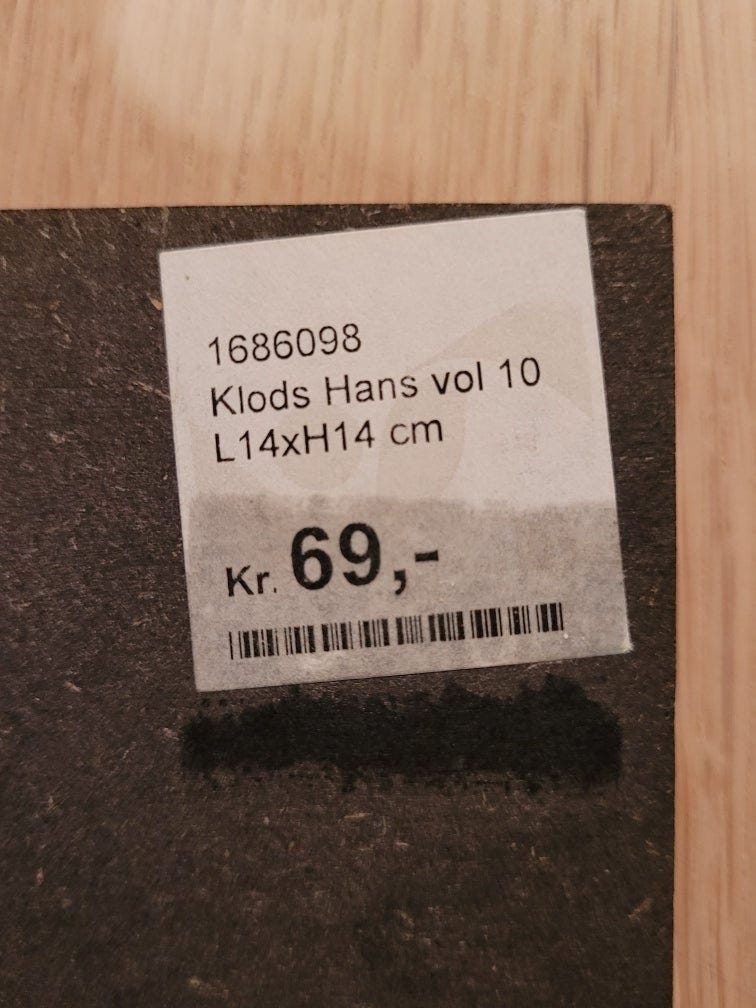 1686098
Klods Hans vol 10
L14xH14 cm
Kr. 69,-